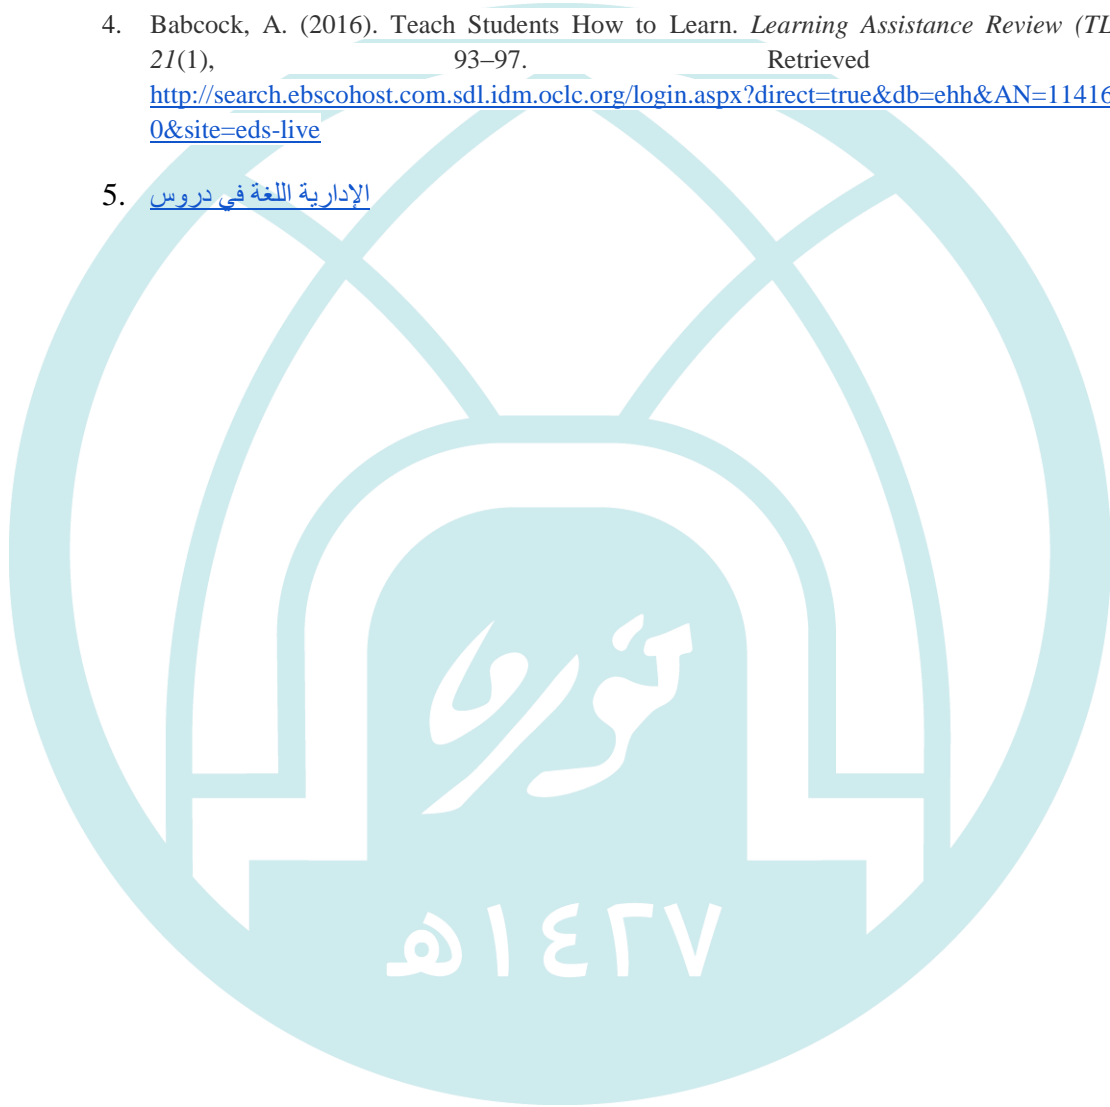 4. Babcock, A. (2016). Teach Students How to Learn. Learning Assistance Review (TL
21(1), 93–97. Retrieved
http://search.ebscohost.com.sdl.idm.oclc.org/login.aspx?direct=true&db=ehh&AN=11416
0&site=eds-live
5. الإدارية اللغة في دروس
١٤٢٧هـ